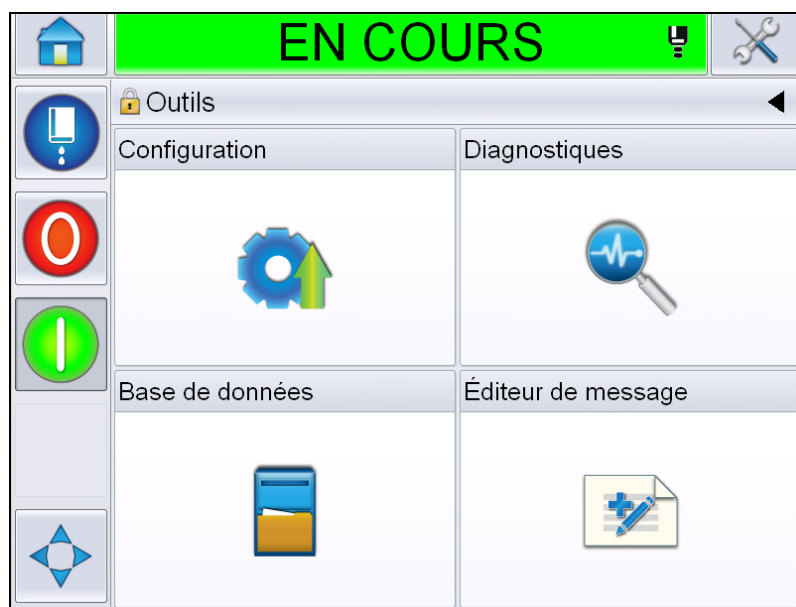 EN COURS
Outils
Configuration
Diagnostiques
Base de données
Éditeur de message